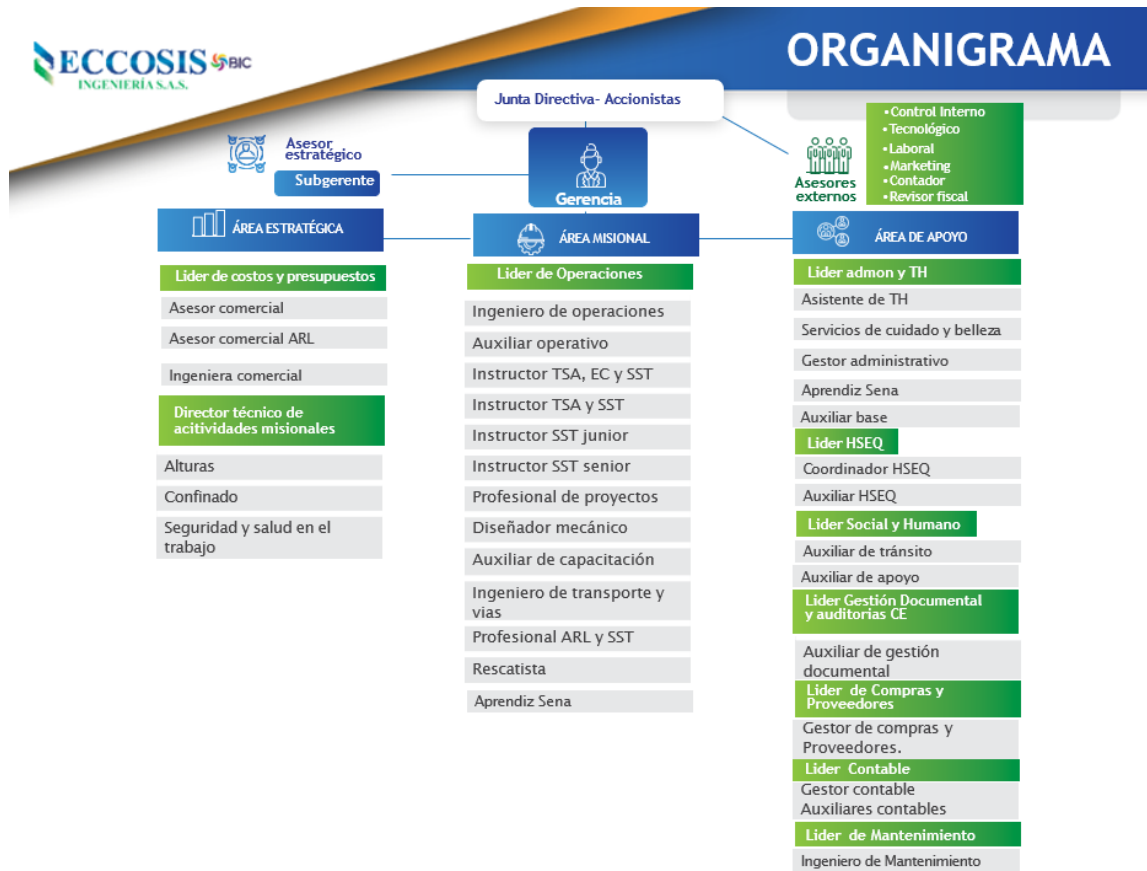 ECCOSIS BIC
INGENIERÍA S.A.S.
ORGANIGRAMA
Junta Directiva- Accionistas
Asesor
estratégico
Subgerente
Gerencia
Asesores
externos
•Control Interno
•Tecnológico
•Laboral
•Marketing
•Contador
•Revisor fiscal
ÁREA ESTRATÉGICA
Lider de costos y presupuestos
Asesor comercial
Asesor comercial ARL
Ingeniera comercial
Director técnico de
acitividades misionales
Alturas
Confinado
Seguridad y salud en el
trabajo
ÁREA MISIONAL
Lider de Operaciones
Ingeniero de operaciones
Auxiliar operativo
Instructor TSA, EC y SST
Instructor TSA y SST
Instructor SST junior
Instructor SST senior
Profesional de proyectos
Diseñador mecánico
Auxiliar de capacitación
Ingeniero de transporte y
vias
Profesional ARL y SST
Rescatista
Aprendiz Sena
ÁREA DE APOYO
Lider admon y TH
Asistente de TH
Servicios de cuidado y belleza
Gestor administrativo
Aprendiz Sena
Auxiliar base
Lider HSEQ
Coordinador HSEQ
Auxiliar HSEQ
Lider Social y Humano
Auxiliar de tránsito
Auxiliar de apoyo
Lider Gestión Documental
y auditorias CE
Auxiliar de gestión
documental
Lider de Compras y
Proveedores
Gestor de compras y
Proveedores.
Lider Contable
Gestor contable
Auxiliares contables
Lider de Mantenimiento
Ingeniero de Mantenimiento